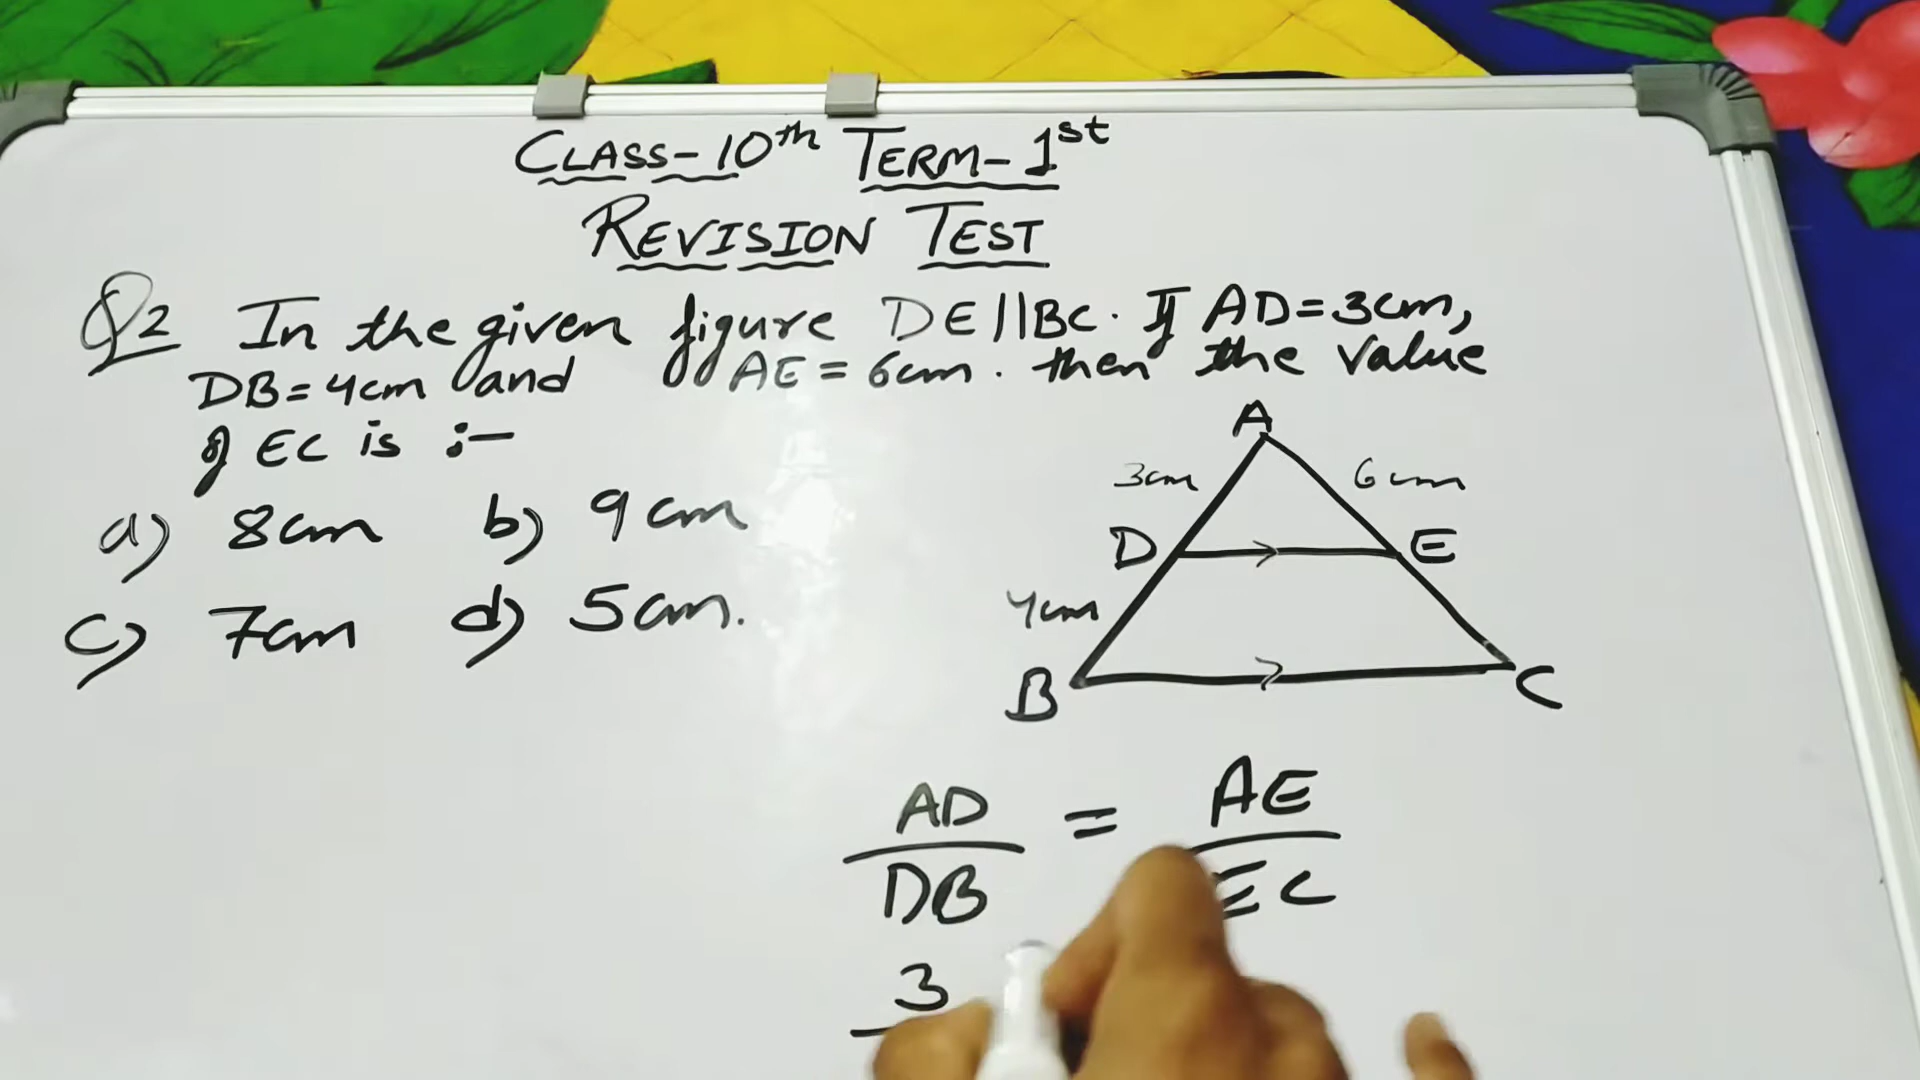 CLASS-10th TERM-1st
REVISION TEST
Q2 In the given figure DE||BC. If AD=3cm,
DB=4cm and AE=6cm. then the value
of EC is :-
a) 8cm b) 9cm
c) 7cm d) 5cm.
A
3cm 6cm
D E
4cm
B C
AD = AE
DB EC
3